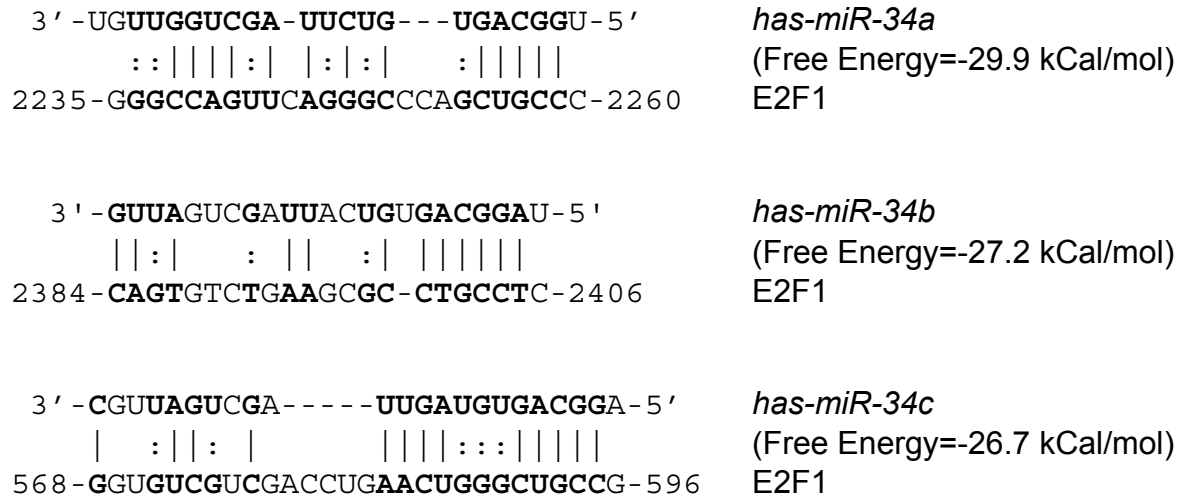 3′-UGUUGGUCGA-UUCUG---UGACGGU-5′ has-miR-34a
::||||:| |:|:| :||||| (Free Energy=-29.9 kCal/mol)
2235-GGGCCAGUUCAGGGCCCAGCUGCCC-2260 E2F1
3'-GUUAGUCGAUUACUGUGACGGAU-5' has-miR-34b
||:| : || :| |||||| (Free Energy=-27.2 kCal/mol)
2384-CAGTGTCTGAAGCGC-CTGCCTC-2406 E2F1
3′-CGUUAGUCGA-----UUGAUGUGACGGA-5′ has-miR-34c
| :||: | ||||:::||||| (Free Energy=-26.7 kCal/mol)
568-GGUGUCGUCGACCUGAACUGGGCUGCCG-596 E2F1